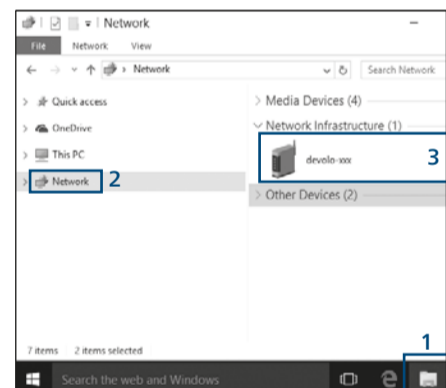 Network
File Network View
Network Search Network
Quick access
OneDrive
This PC
Network 2
Media Devices (4)
Network Infrastructure (1)
devolo-xxx 3
Other Devices (2)
7 items 2 items selected
1
Search the web and Windows